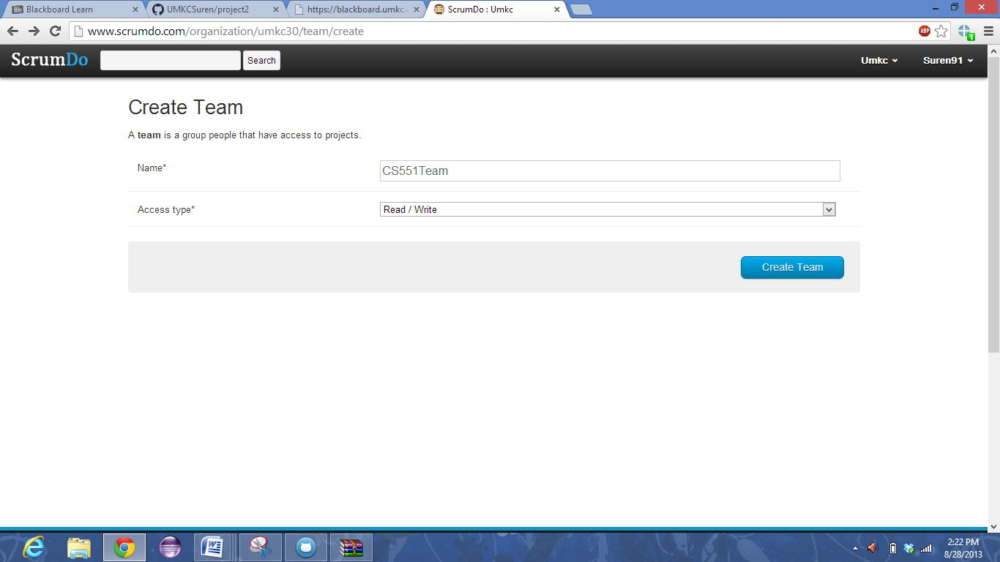 Blackboard Learn
UMKCSuren/project2
https://blackboard.umkc.
ScrumDo : Umkc
www.scrumdo.com/organization/umkc30/team/create
ABP
1
ScrumDo
Search
Umkc
Suren91
Create Team
A team is a group people that have access to projects.
Name*
CS551Team
Access type*
Read / Write
Create Team
2:22 PM
8/28/2013